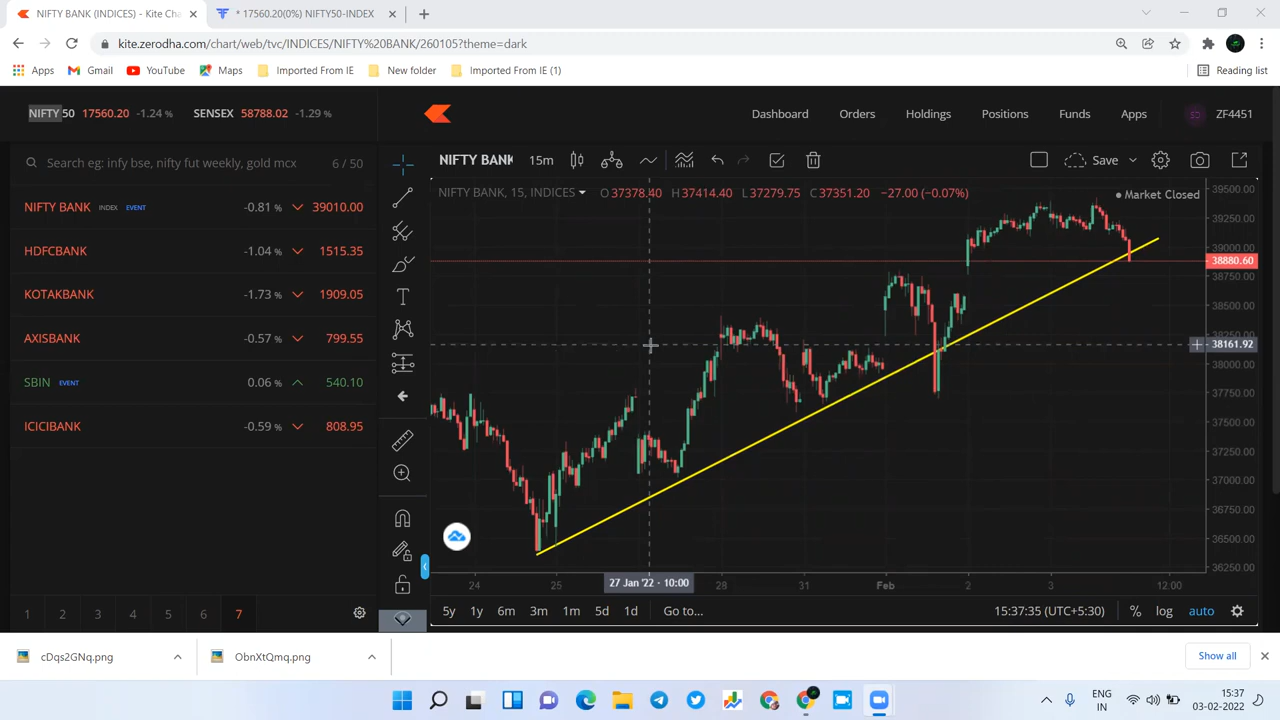 NIFTY BANK (INDICES) - Kite Cha
* 17560.20(0%) NIFTY50-INDEX
kite.zerodha.com/chart/web/tvc/INDICES/NIFTY%20BANK/260105?theme=dark
Apps Gmail YouTube Maps Imported From IE New folder Imported From IE (1) Reading list
NIFTY 50 17560.20 -1.24 % SENSEX 58788.02 -1.29 %
Dashboard Orders Holdings Positions Funds Apps SD ZF4451
Search eg: infy bse, nifty fut weekly, gold mcx 6 / 50
NIFTY BANK 15m Save
NIFTY BANK, 15, INDICES O37378.40 H37414.40 L37279.75 C37351.20 −27.00 (−0.07%)
Market Closed
NIFTY BANK INDEX EVENT -0.81 % 39010.00
HDFCBANK -1.04 % 1515.35
KOTAKBANK -1.73 % 1909.05
AXISBANK -0.57 % 799.55
SBIN EVENT 0.06 % 540.10
ICICIBANK -0.59 % 808.95
39500.00
39250.00
39000.00
38880.60
38750.00
38500.00
38250.00
38161.92
38000.00
37750.00
37500.00
37250.00
37000.00
36750.00
36500.00
36250.00
24 25 27 Jan '22 - 10:00 28 31 Feb 2 3 12:00
1 2 3 4 5 6 7
5y 1y 6m 3m 1m 5d 1d Go to... 15:37:35 (UTC+5:30) % log auto
cDqs2GNq.png ObnXtQmq.png Show all
ENG
IN
15:37
03-02-2022